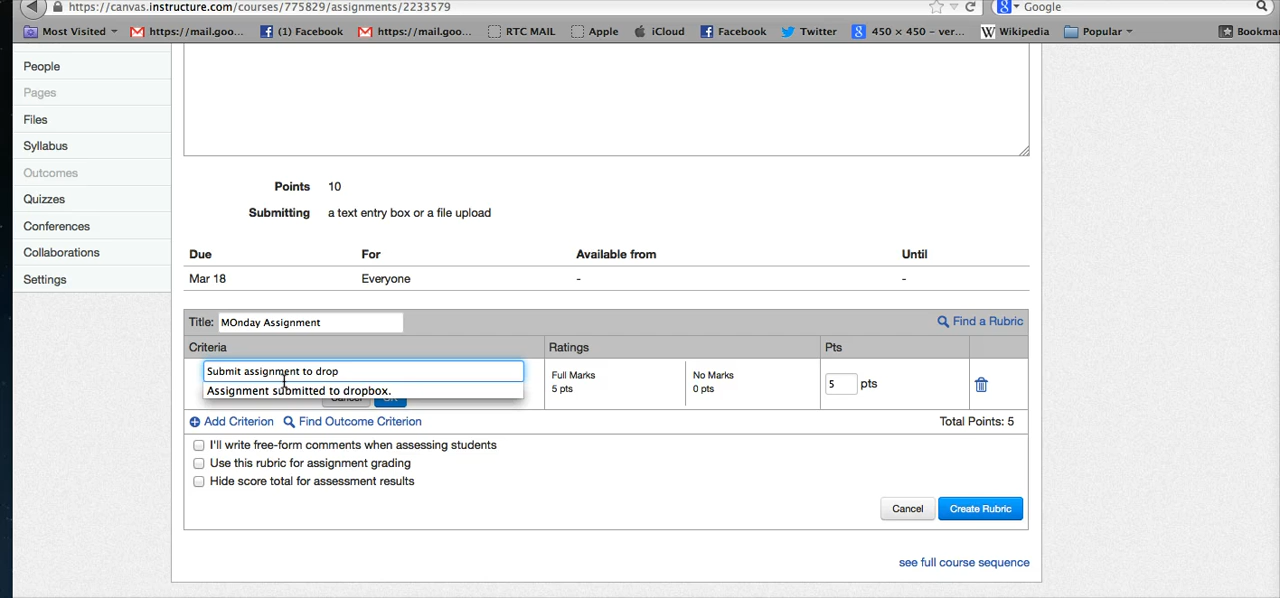 https://canvas.instructure.com/courses/775829/assignments/2233579
Google
Most Visited https://mail.goo... (1) Facebook https://mail.goo... RTC MAIL Apple iCloud Facebook Twitter 450 × 450 – ver... Wikipedia Popular Bookma
People
Pages
Files
Syllabus
Outcomes
Quizzes
Conferences
Collaborations
Settings
Points 10
Submitting a text entry box or a file upload
Due For Available from Until
Mar 18 Everyone - -
Title: MOnday Assignment Find a Rubric
Criteria Ratings Pts
Submit assignment to drop
Assignment submitted to dropbox.
Cancel
Full Marks No Marks
5 pts 0 pts
5 pts
Add Criterion Find Outcome Criterion Total Points: 5
I'll write free-form comments when assessing students
Use this rubric for assignment grading
Hide score total for assessment results
Cancel Create Rubric
see full course sequence